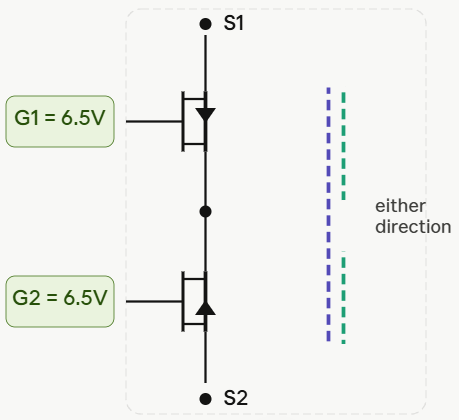 S1
G1 = 6.5V
either
direction
G2 = 6.5V
S2